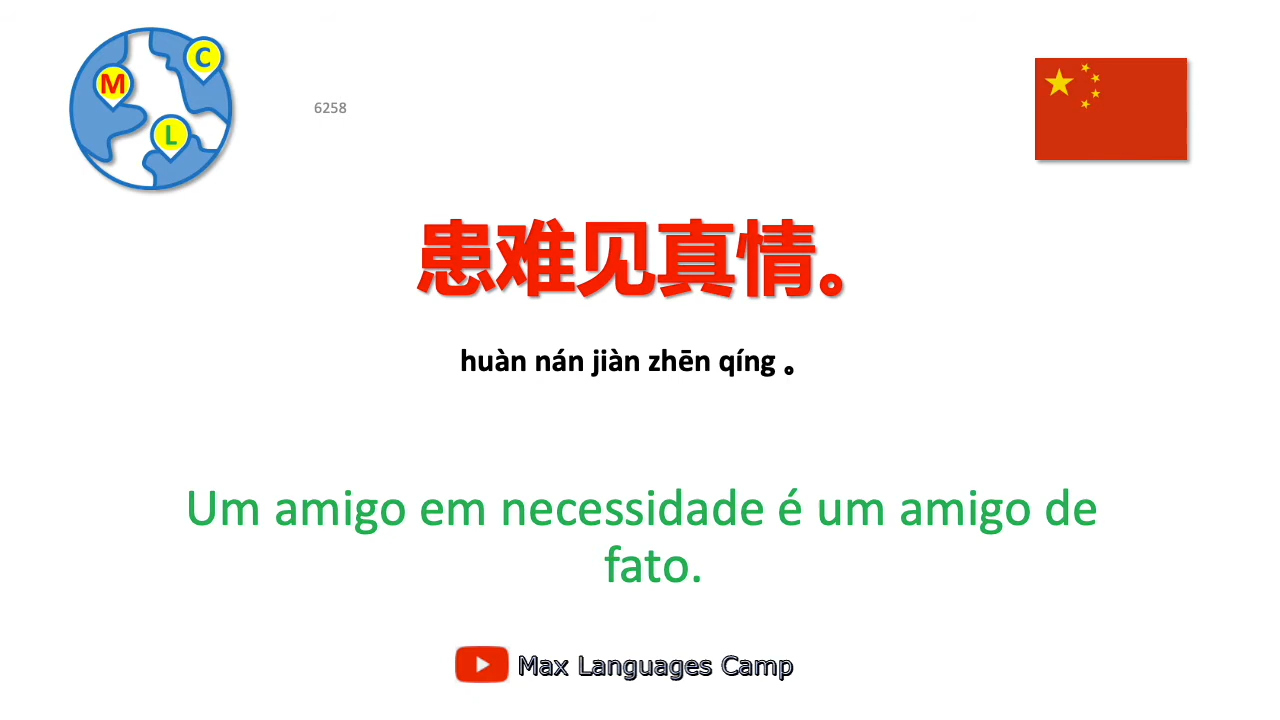 M
C
L
6258
患难见真情。
huàn nán jiàn zhēn qíng 。
Um amigo em necessidade é um amigo de
fato.
Max Languages Camp